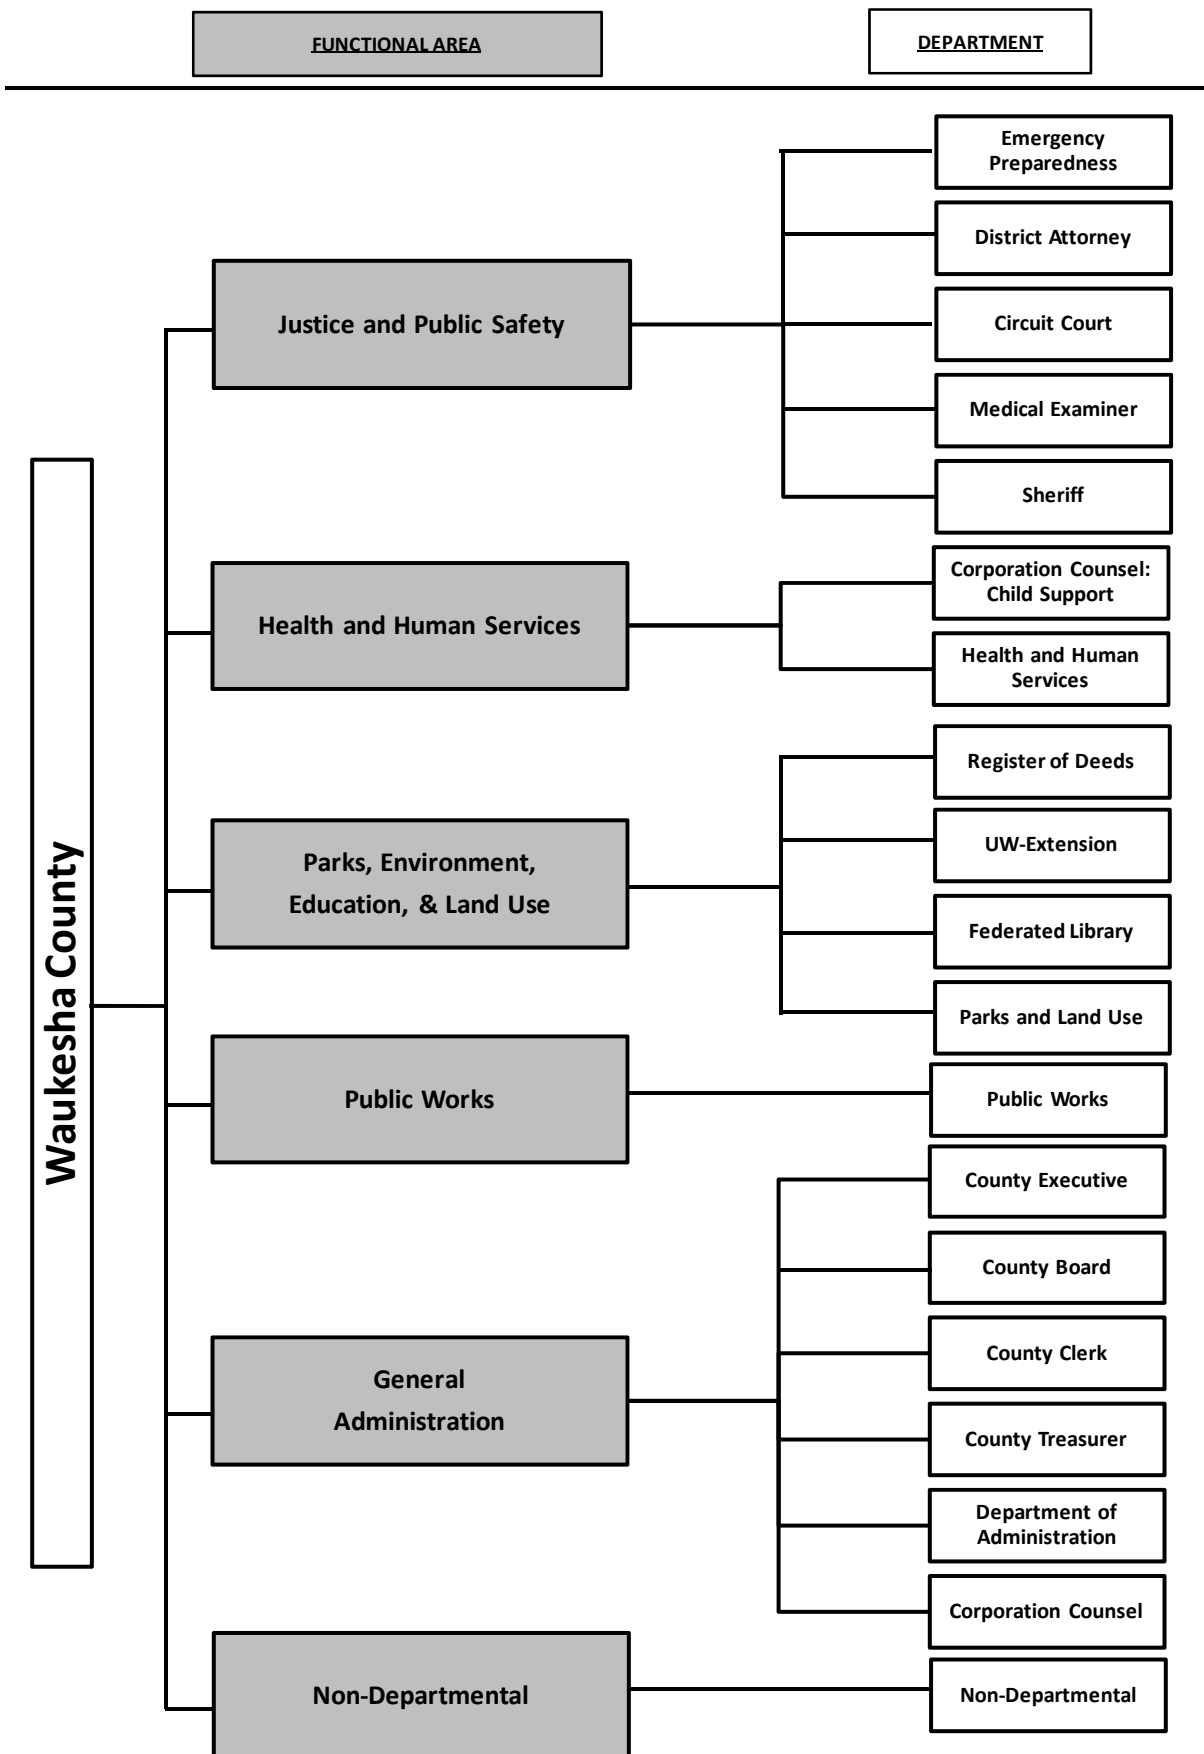 FUNCTIONAL AREA
DEPARTMENT
Waukesha County
Justice and Public Safety
Emergency
Preparedness
District Attorney
Circuit Court
Medical Examiner
Sheriff
Health and Human Services
Corporation Counsel:
Child Support
Health and Human
Services
Parks, Environment,
Education, & Land Use
Register of Deeds
UW-Extension
Federated Library
Parks and Land Use
Public Works
Public Works
General
Administration
County Executive
County Board
County Clerk
County Treasurer
Department of
Administration
Corporation Counsel
Non-Departmental
Non-Departmental